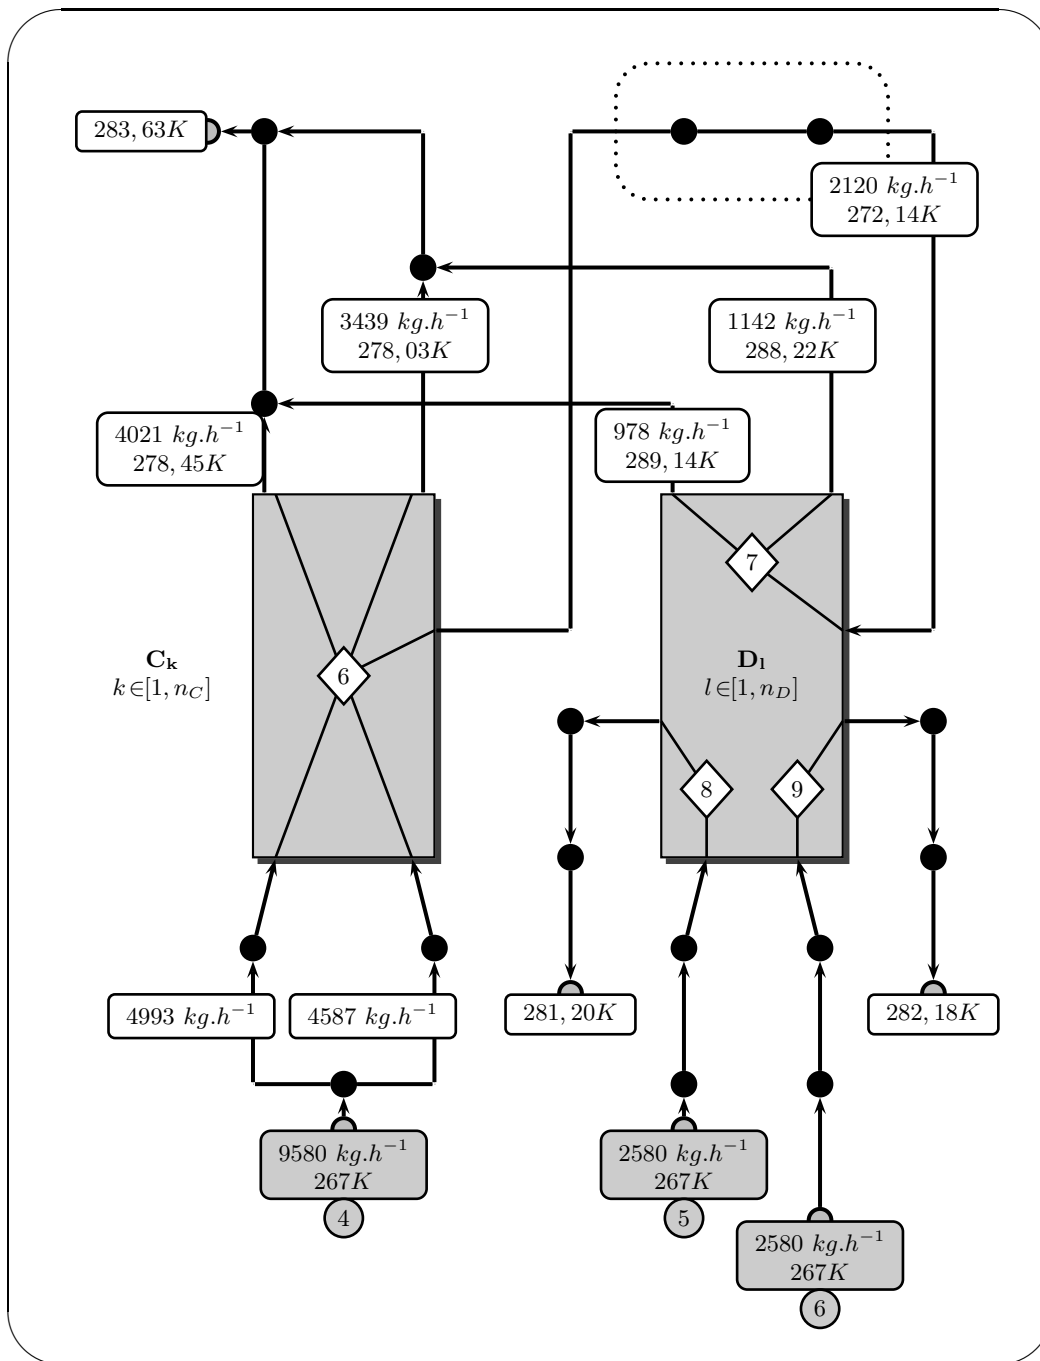 283, 63K
2120 kg.h⁻¹
272, 14K
3439 kg.h⁻¹
278, 03K
1142 kg.h⁻¹
288, 22K
4021 kg.h⁻¹
278, 45K
978 kg.h⁻¹
289, 14K
7
C_k
k∈[1, n_C]
6
D_l
l∈[1, n_D]
8
9
4993 kg.h⁻¹
4587 kg.h⁻¹
281, 20K
282, 18K
9580 kg.h⁻¹
267K
4
2580 kg.h⁻¹
267K
5
2580 kg.h⁻¹
267K
6